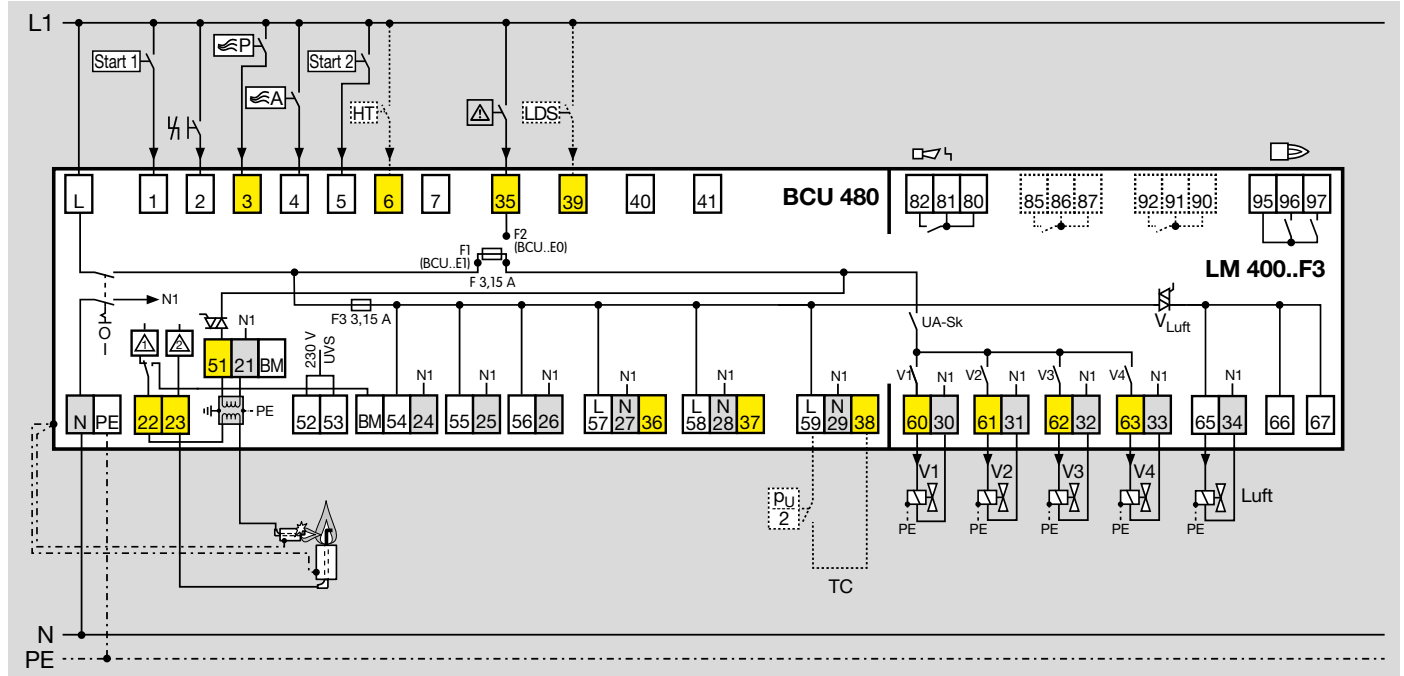 L1
Start 1
P
A
Start 2
HT
LDS
L 1 2 3 4 5 6 7 35 39 40 41
BCU 480
82 81 80
85 86 87
92 91 90
95 96 97
LM 400..F3
F2
(BCU..E0)
F1
(BCU..E1)
F 3,15 A
N1
F3 3,15 A
O
I
1
2
N1
51 21 BM
PE
230 V
UVS
UA-Sk
VLuft
N1 N1 N1 N1 N1 N1
V1 N1 V2 N1 V3 N1 V4 N1 N1
N PE
22 23
52 53
BM 54 24
55 25
56 26
L N
57 27 36
L N
58 28 37
L N
59 29 38
60 30
61 31
62 32
63 33
65 34
66
67
V1 V2 V3 V4 Luft
PE PE PE PE PE
pU
2
TC
N
PE